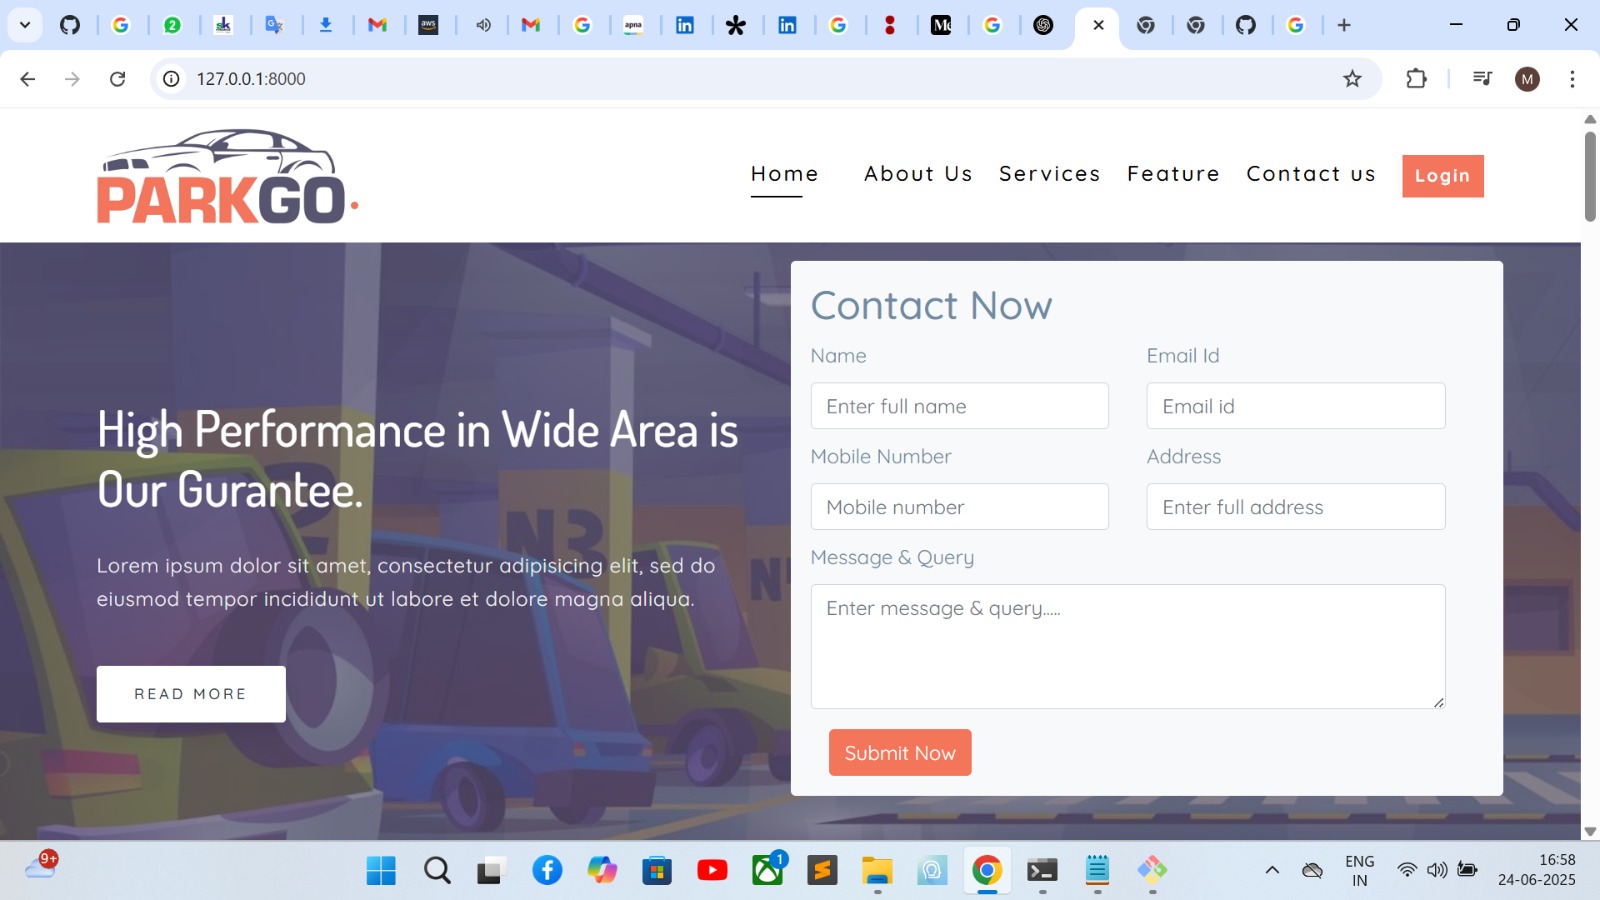 sk
apna
aws
M
127.0.0.1:8000
M
PARKGO.
Home
About Us
Services
Feature
Contact us
Login
Contact Now
Name
Email Id
Enter full name
Email id
Mobile Number
Address
Mobile number
Enter full address
Message & Query
Enter message & query.....
Submit Now
High Performance in Wide Area is
Our Gurantee.
Lorem ipsum dolor sit amet, consectetur adipisicing elit, sed do
eiusmod tempor incididunt ut labore et dolore magna aliqua.
READ MORE
N3
9+
1
ENG
IN
16:58
24-06-2025